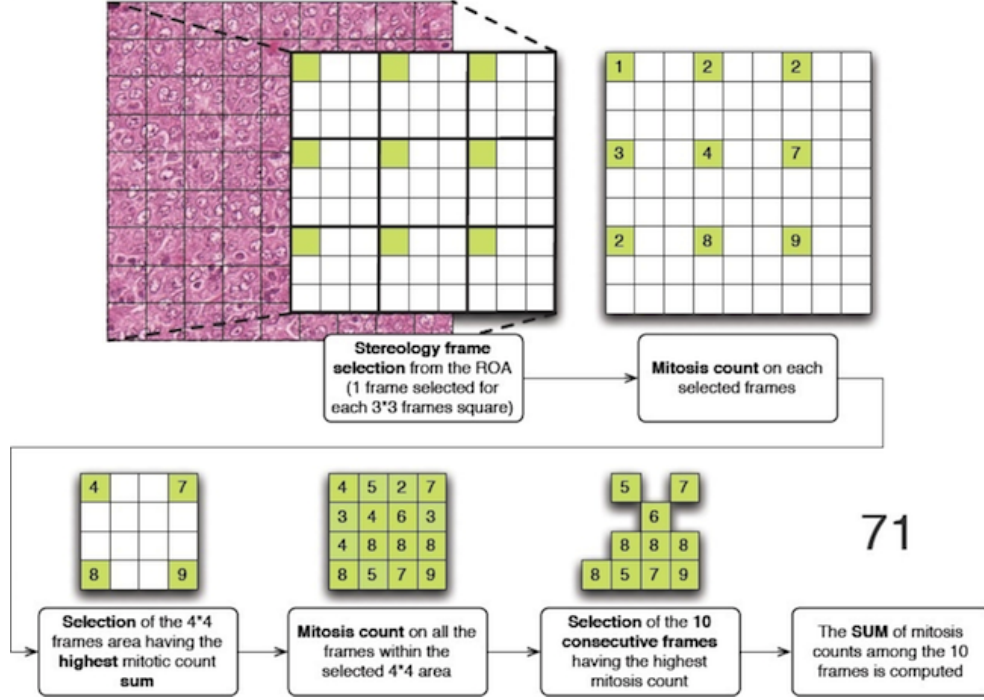 1 2 2
3 4 7
2 8 9
Stereology frame
selection from the ROA
(1 frame selected for
each 3*3 frames square)
Mitosis count on each
selected frames
4 7
8 9
4 5 2 7
3 4 6 3
4 8 8 8
8 5 7 9
5 7
6
8 8 8
8 5 7 9
71
Selection of the 4*4
frames area having the
highest mitotic count
sum
Mitosis count on all the
frames within the
selected 4*4 area
Selection of the 10
consecutive frames
having the highest
mitosis count
The SUM of mitosis
counts among the 10
frames is computed